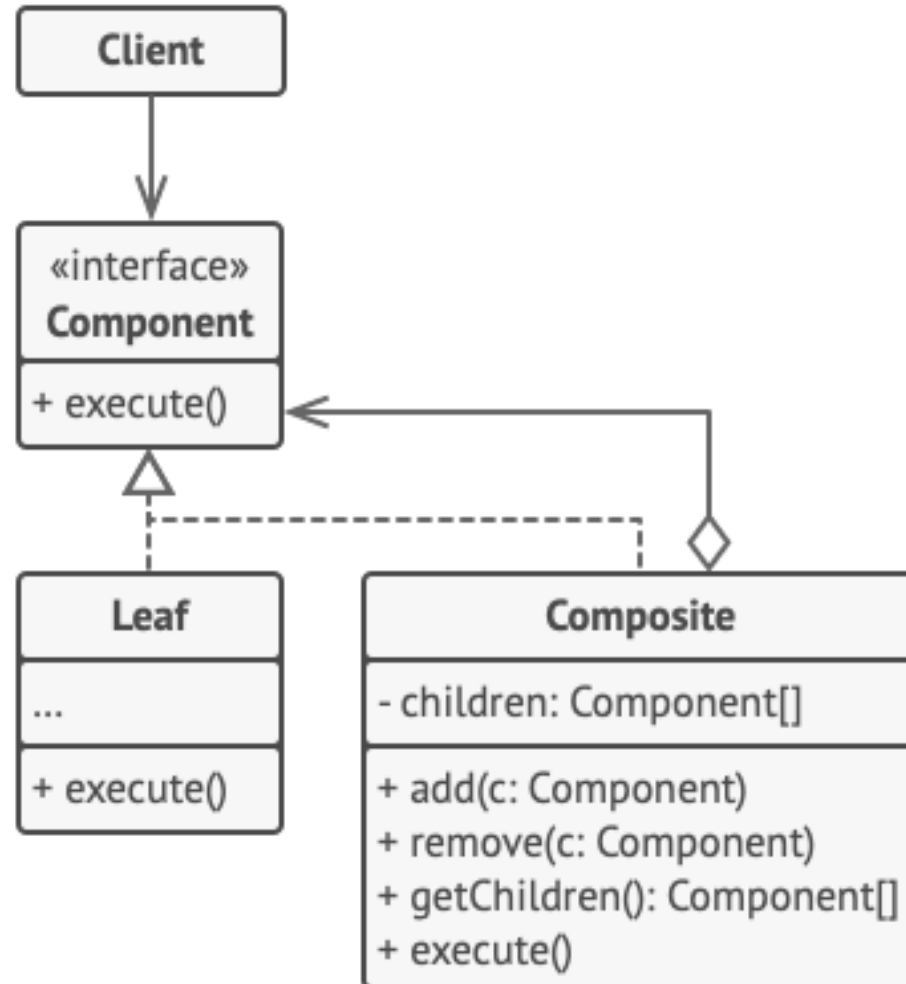 Client
«interface»
Component
+ execute()
Leaf
...
+ execute()
Composite
- children: Component[]
+ add(c: Component)
+ remove(c: Component)
+ getChildren(): Component[]
+ execute()